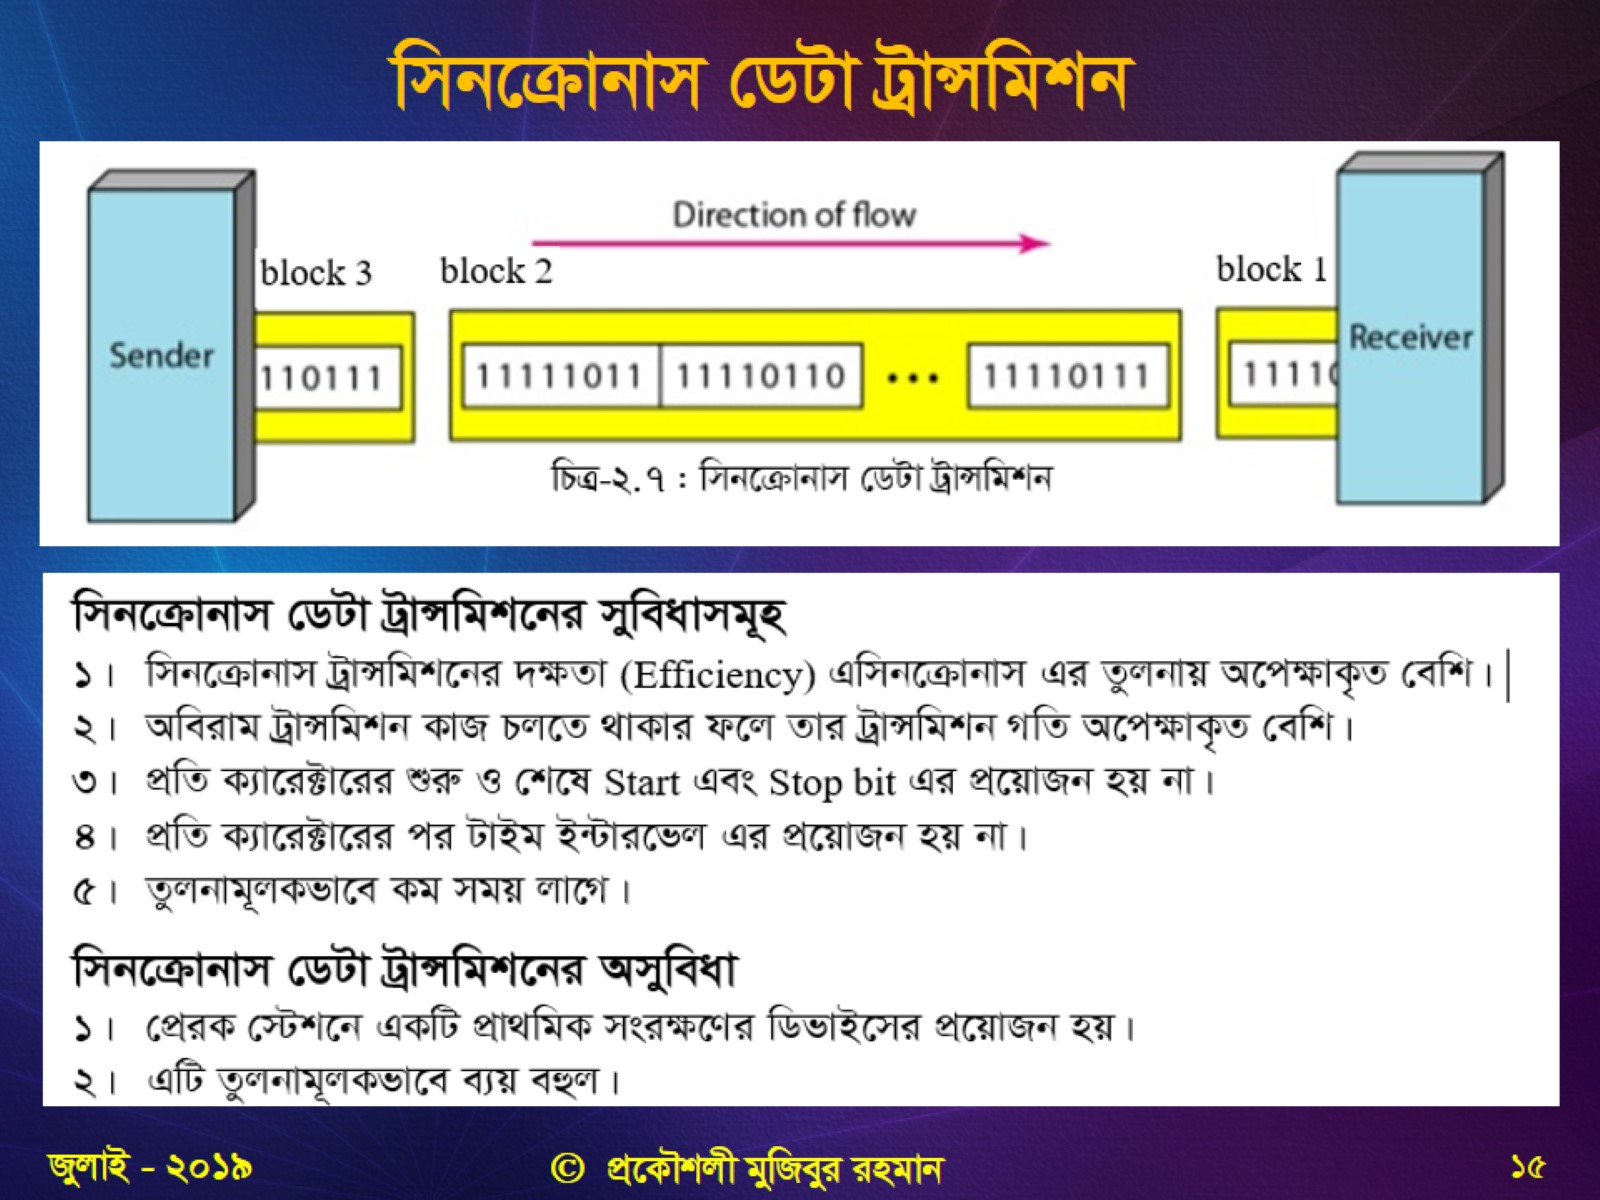 সিনক্রোনাস ডেটা ট্রান্সমিশন
Direction of flow
block 3
block 2
block 1
Sender
Receiver
110111
11111011 11110110 ... 11110111
11110
চিত্র-২.৭ : সিনক্রোনাস ডেটা ট্রান্সমিশন
সিনক্রোনাস ডেটা ট্রান্সমিশনের সুবিধাসমূহ
১। সিনক্রোনাস ট্রান্সমিশনের দক্ষতা (Efficiency) এসিনক্রোনাস এর তুলনায় অপেক্ষাকৃত বেশি।
২। অবিরাম ট্রান্সমিশন কাজ চলতে থাকার ফলে তার ট্রান্সমিশন গতি অপেক্ষাকৃত বেশি।
৩। প্রতি ক্যারেক্টারের শুরু ও শেষে Start এবং Stop bit এর প্রয়োজন হয় না।
৪। প্রতি ক্যারেক্টারের পর টাইম ইন্টারভেল এর প্রয়োজন হয় না।
৫। তুলনামূলকভাবে কম সময় লাগে।
সিনক্রোনাস ডেটা ট্রান্সমিশনের অসুবিধা
১। প্রেরক স্টেশনে একটি প্রাথমিক সংরক্ষণের ডিভাইসের প্রয়োজন হয়।
২। এটি তুলনামূলকভাবে ব্যয় বহুল।
জুলাই - ২০১৯
© প্রকৌশলী মুজিবুর রহমান
১৫